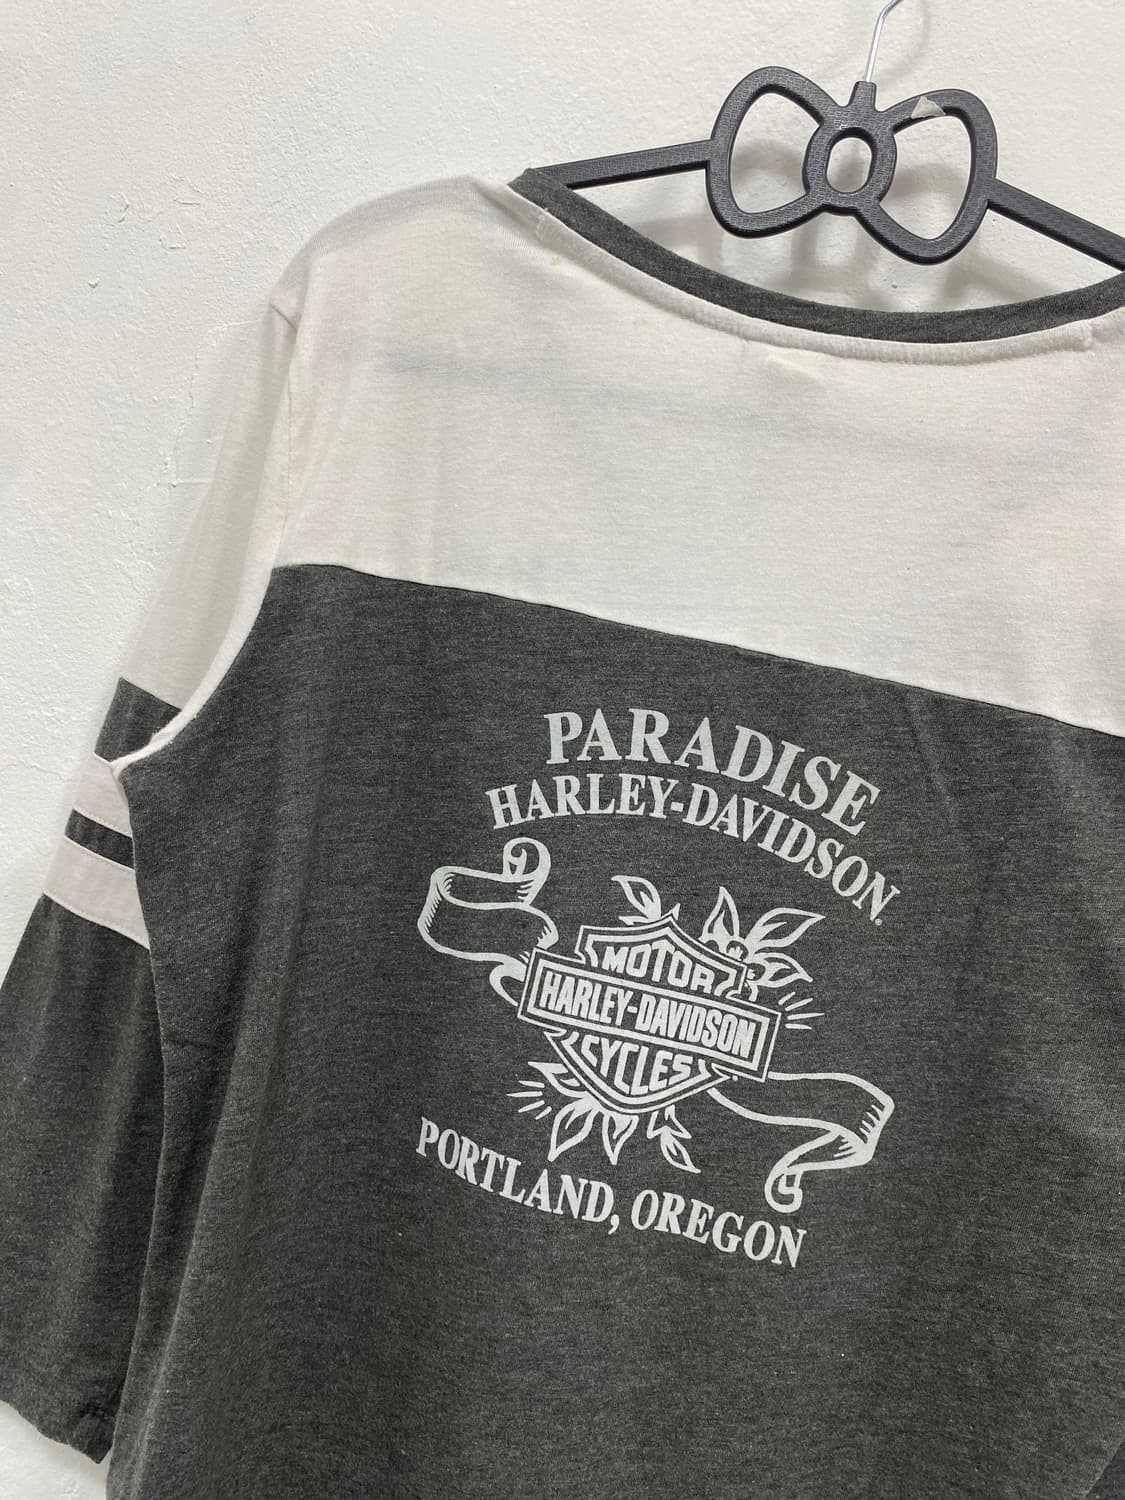 PARADISE
HARLEY-DAVIDSON
MOTOR
HARLEY-DAVIDSON
CYCLES
PORTLAND, OREGON